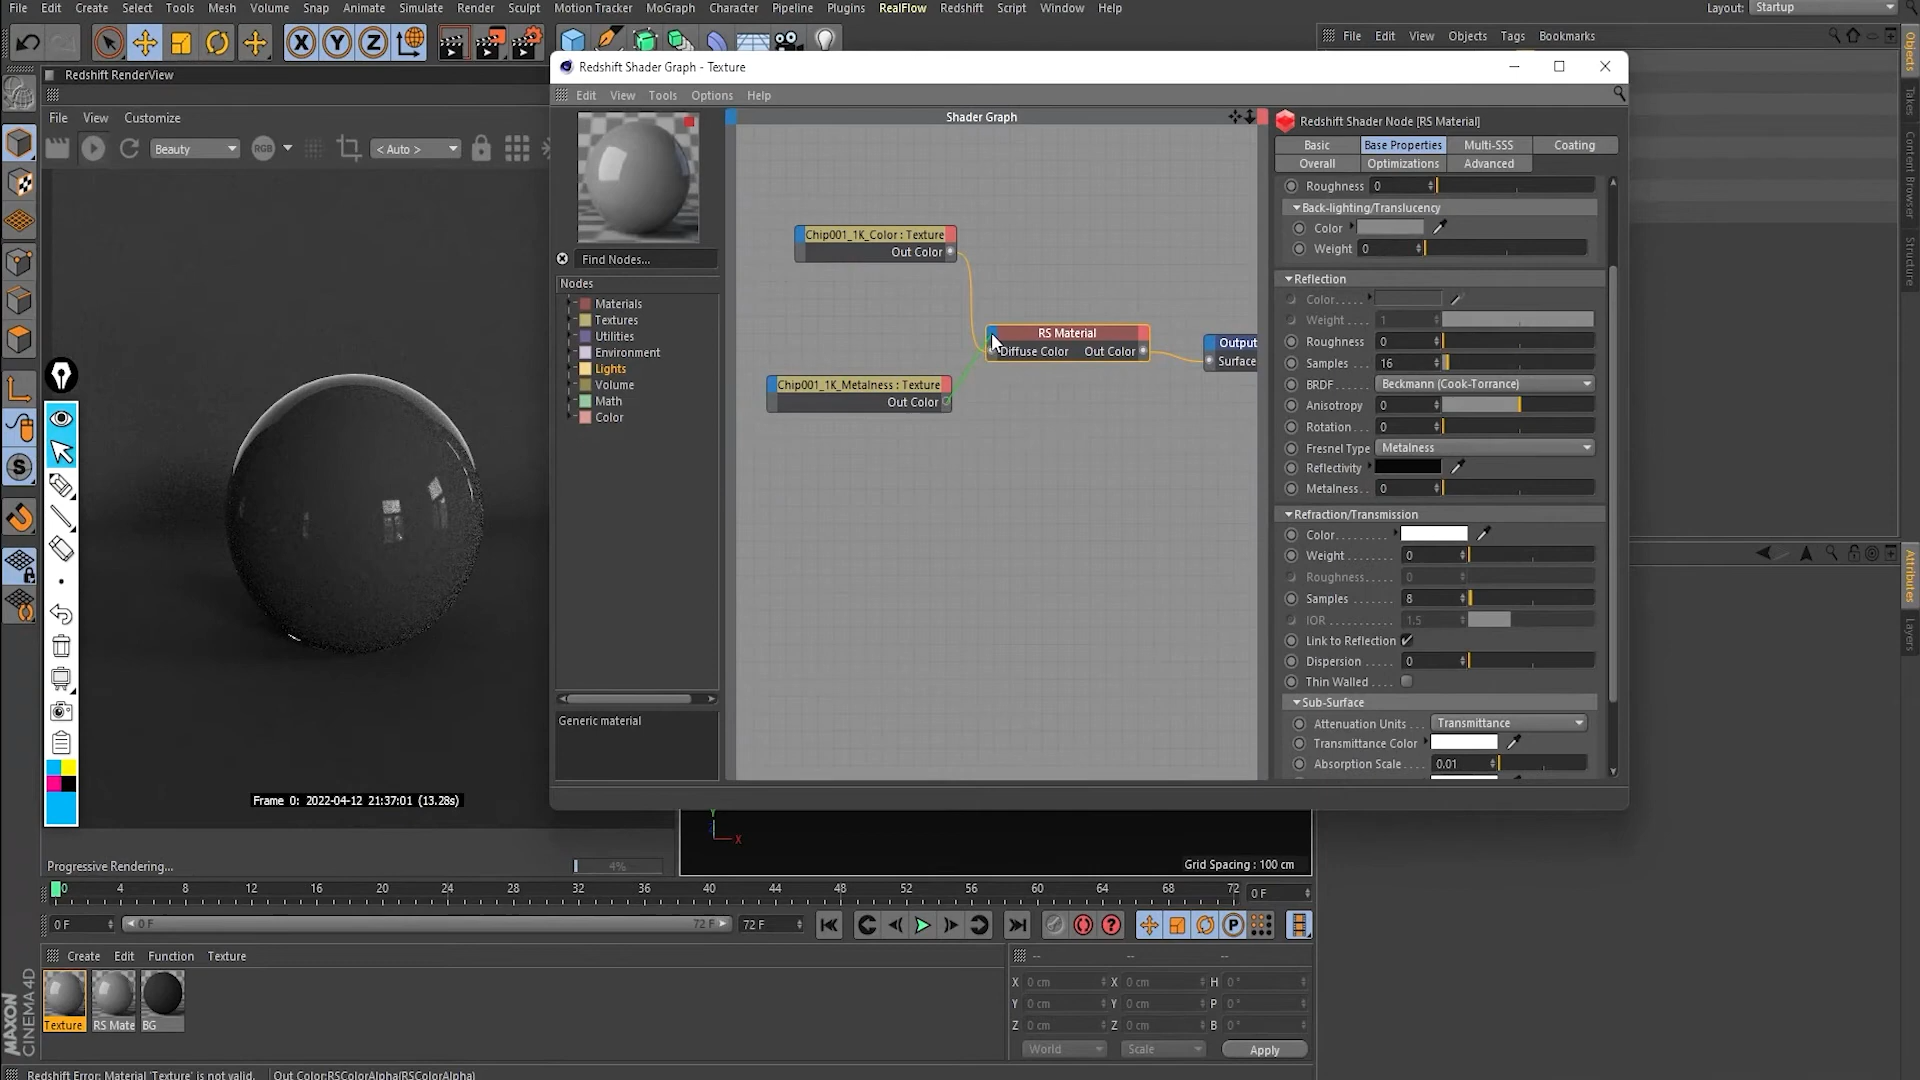 File Edit Create Select Tools Mesh Volume Snap Animate Simulate Render Sculpt Motion Tracker MoGraph Character Pipeline Plugins RealFlow Redshift Script Window Help
Layout: Startup
File Edit View Objects Tags Bookmarks
Redshift RenderView
File View Customize
Beauty
RGB
< Auto >
Redshift Shader Graph - Texture
Edit View Tools Options Help
Find Nodes...
Nodes
Materials
Textures
Utilities
Environment
Lights
Volume
Math
Color
Generic material
Shader Graph
Chip001_1K_Color : Texture
Out Color
RS Material
Diffuse Color Out Color
Output
Surface
Chip001_1K_Metalness : Texture
Out Color
Redshift Shader Node [RS Material]
Basic Base Properties Multi-SSS Coating
Overall Optimizations Advanced
Roughness 0
Back-lighting/Translucency
Color
Weight 0
Reflection
Color.....
Weight ... 1
Roughness 0
Samples... 16
BRDF Beckmann (Cook-Torrance)
Anisotropy 0
Rotation... 0
Fresnel Type Metalness
Reflectivity
Metalness.. 0
Refraction/Transmission
Color........
Weight ...... 0
Roughness... 0
Samples ...... 8
IOR .......... 1.5
Link to Reflection
Dispersion ..... 0
Thin Walled ....
Sub-Surface
Attenuation Units ... Transmittance
Transmittance Color
Absorption Scale.... 0.01
Objects
Takes
Content Browser
Structure
Attributes
Layers
Frame 0: 2022-04-12 21:37:01 (13.28s)
Progressive Rendering...
4%
Y
X
Grid Spacing : 100 cm
0 4 8 12 16 20 24 28 32 36 40 44 48 52 56 60 64 68 72 0 F
0 F 0 F 72 F 72 F
Create Edit Function Texture
Texture RS Mate BG
-- -- --
X 0 cm X 0 cm H 0 °
Y 0 cm Y 0 cm P 0 °
Z 0 cm Z 0 cm B 0 °
World Scale Apply
MAXON
CINEMA 4D
Redshift Error: Material 'Texture' is not valid. Out Color:RSColorAlpha(RSColorAlpha)